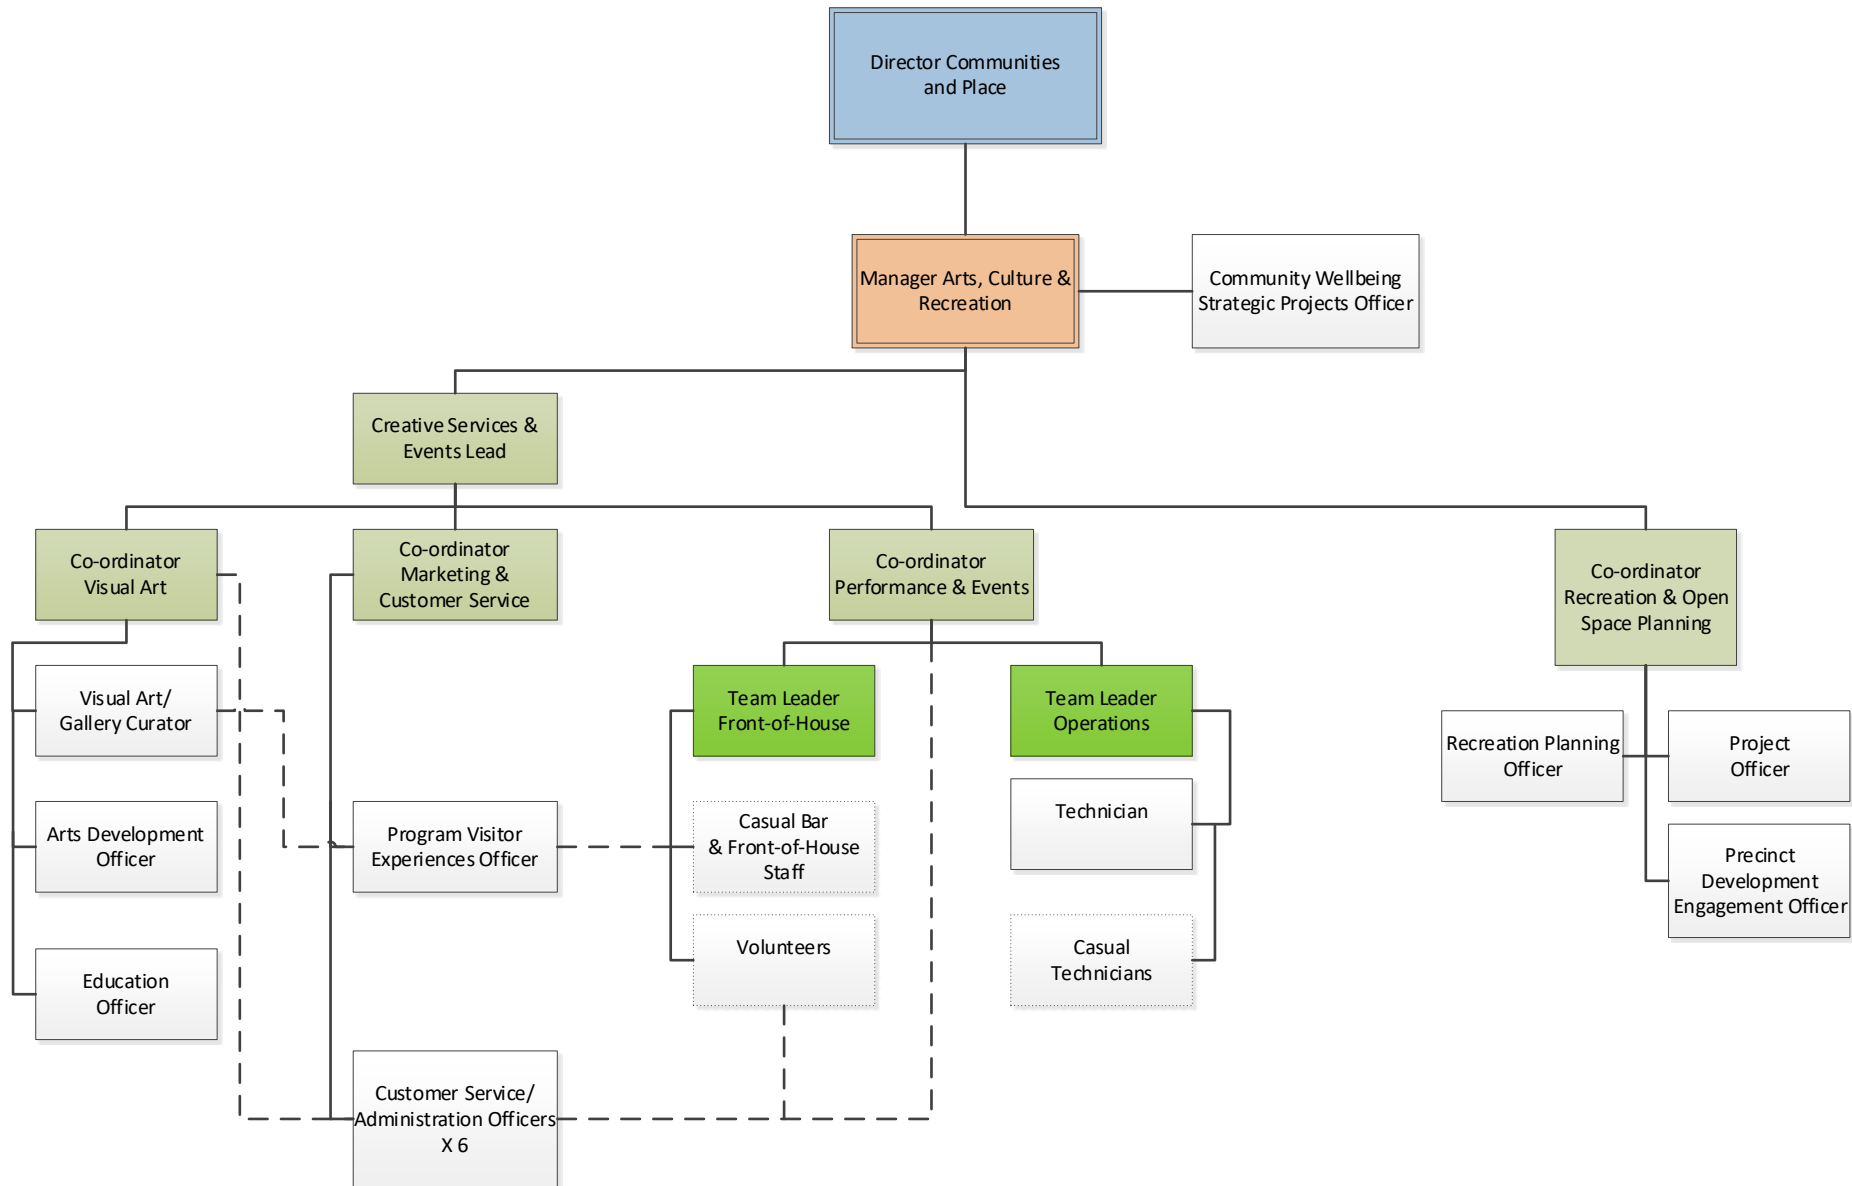 Director Communities
and Place
Manager Arts, Culture &
Recreation
Community Wellbeing
Strategic Projects Officer
Creative Services &
Events Lead
Co-ordinator
Visual Art
Co-ordinator
Marketing &
Customer Service
Co-ordinator
Performance & Events
Co-ordinator
Recreation & Open
Space Planning
Visual Art/
Gallery Curator
Team Leader
Front-of-House
Team Leader
Operations
Recreation Planning
Officer
Project
Officer
Arts Development
Officer
Program Visitor
Experiences Officer
Casual Bar
& Front-of-House
Staff
Technician
Precinct
Development
Engagement Officer
Education
Officer
Volunteers
Casual
Technicians
Customer Service/
Administration Officers
X 6